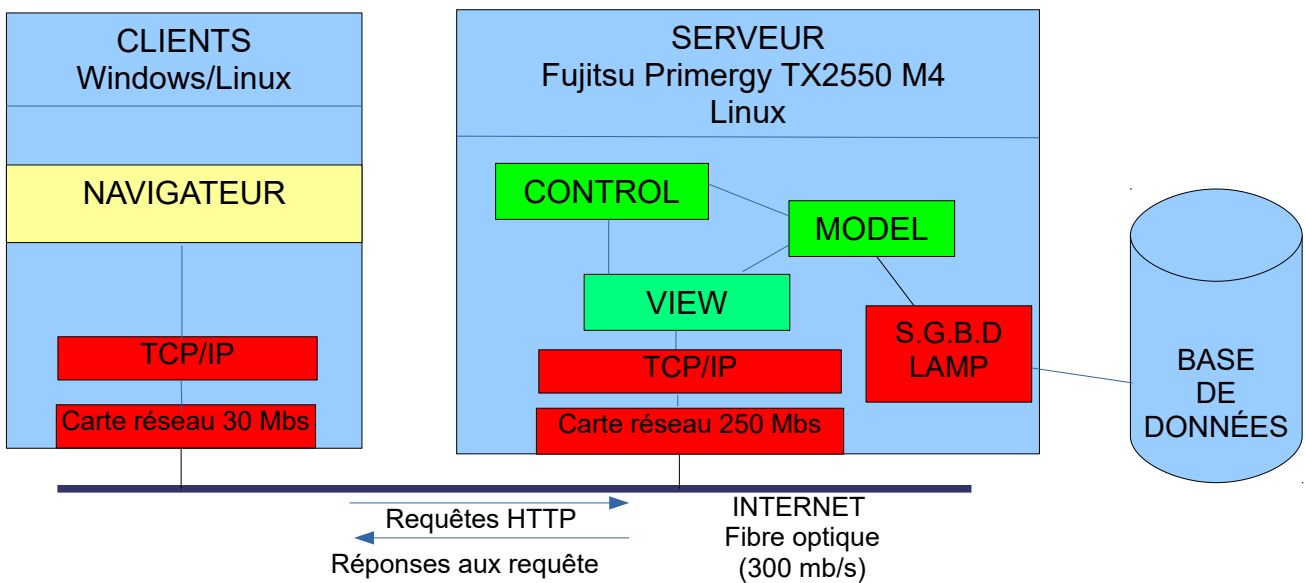 CLIENTS
Windows/Linux
NAVIGATEUR
TCP/IP
Carte réseau 30 Mbs
SERVEUR
Fujitsu Primergy TX2550 M4
Linux
CONTROL
MODEL
VIEW
S.G.B.D
LAMP
TCP/IP
Carte réseau 250 Mbs
BASE
DE
DONNÉES
Requêtes HTTP
Réponses aux requête
INTERNET
Fibre optique
(300 mb/s)